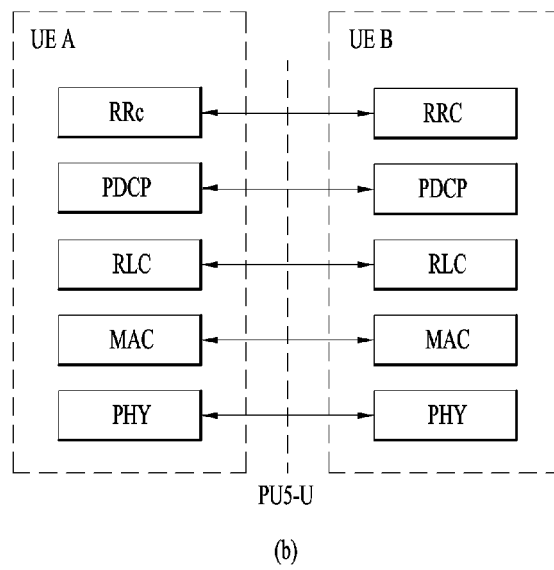 UE A
UE B
RRc
RRC
PDCP
PDCP
RLC
RLC
MAC
MAC
PHY
PHY
PU5-U
(b)